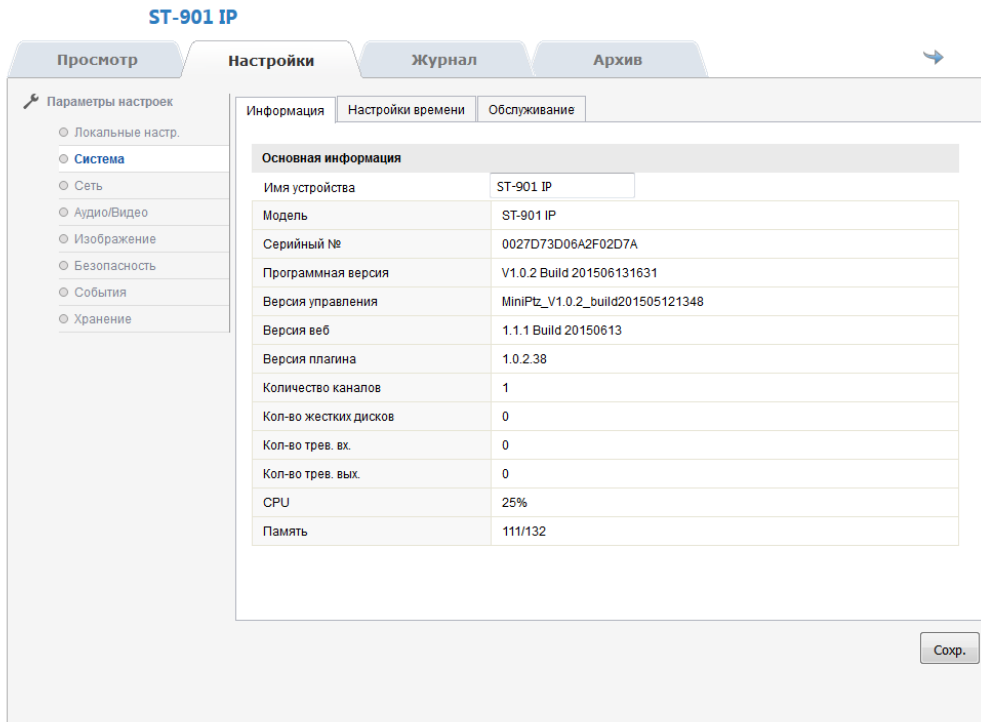 ST-901 IP
Просмотр Настройки Журнал Архив
Параметры настроек
Локальные настр.
Система
Сеть
Аудио/Видео
Изображение
Безопасность
События
Хранение
Информация Настройки времени Обслуживание
Основная информация
Имя устройства ST-901 IP
Модель ST-901 IP
Серийный № 0027D73D06A2F02D7A
Программная версия V1.0.2 Build 201506131631
Версия управления MiniPtz_V1.0.2_build201505121348
Версия веб 1.1.1 Build 20150613
Версия плагина 1.0.2.38
Количество каналов 1
Кол-во жестких дисков 0
Кол-во трев. вх. 0
Кол-во трев. вых. 0
CPU 25%
Память 111/132
Сохр.